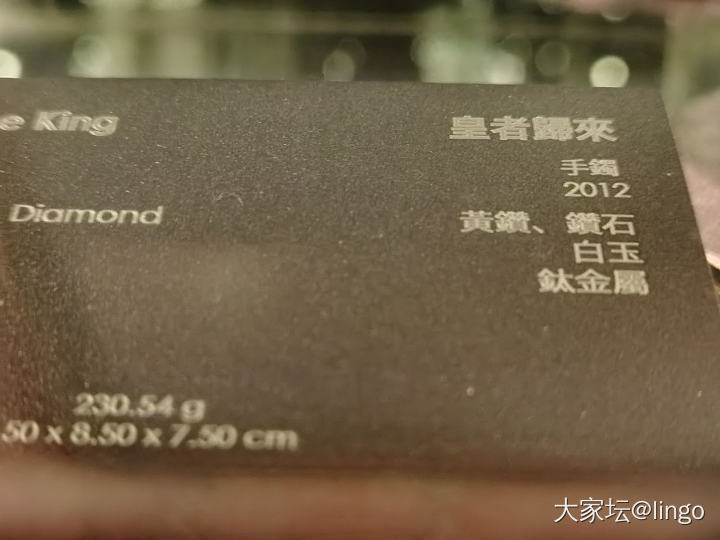 e King
皇者歸來
手鐲
2012
Diamond
黃鑽、鑽石
白玉
鈦金屬
230.54 g
50 x 8.50 x 7.50 cm
大家坛@lingo